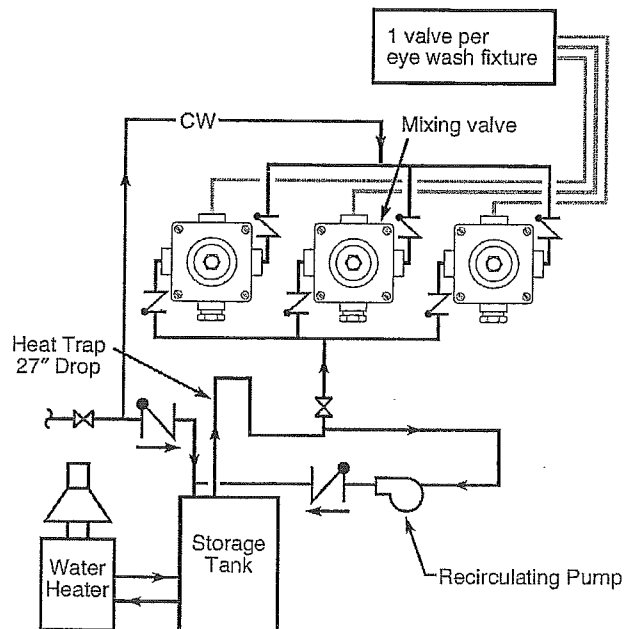 1 valve per
eye wash fixture
CW
Mixing valve
Heat Trap
27" Drop
Storage
Tank
Water
Heater
Recirculating Pump